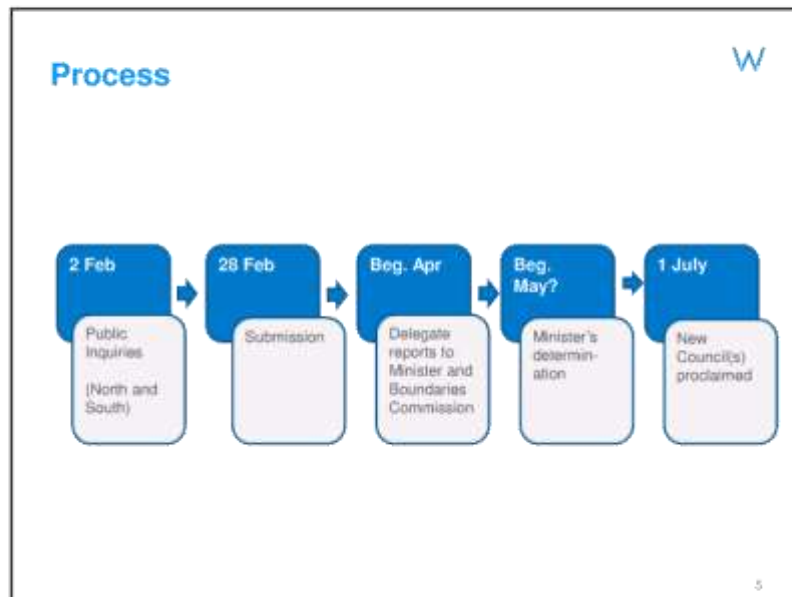 Process
W
2 Feb
Public
Inquiries
(North and
South)
28 Feb
Submission
Beg. Apr
Delegate
reports to
Minister and
Boundaries
Commission
Beg.
May?
Minister's
determin-
ation
1 July
New
Council(s)
proclaimed
5